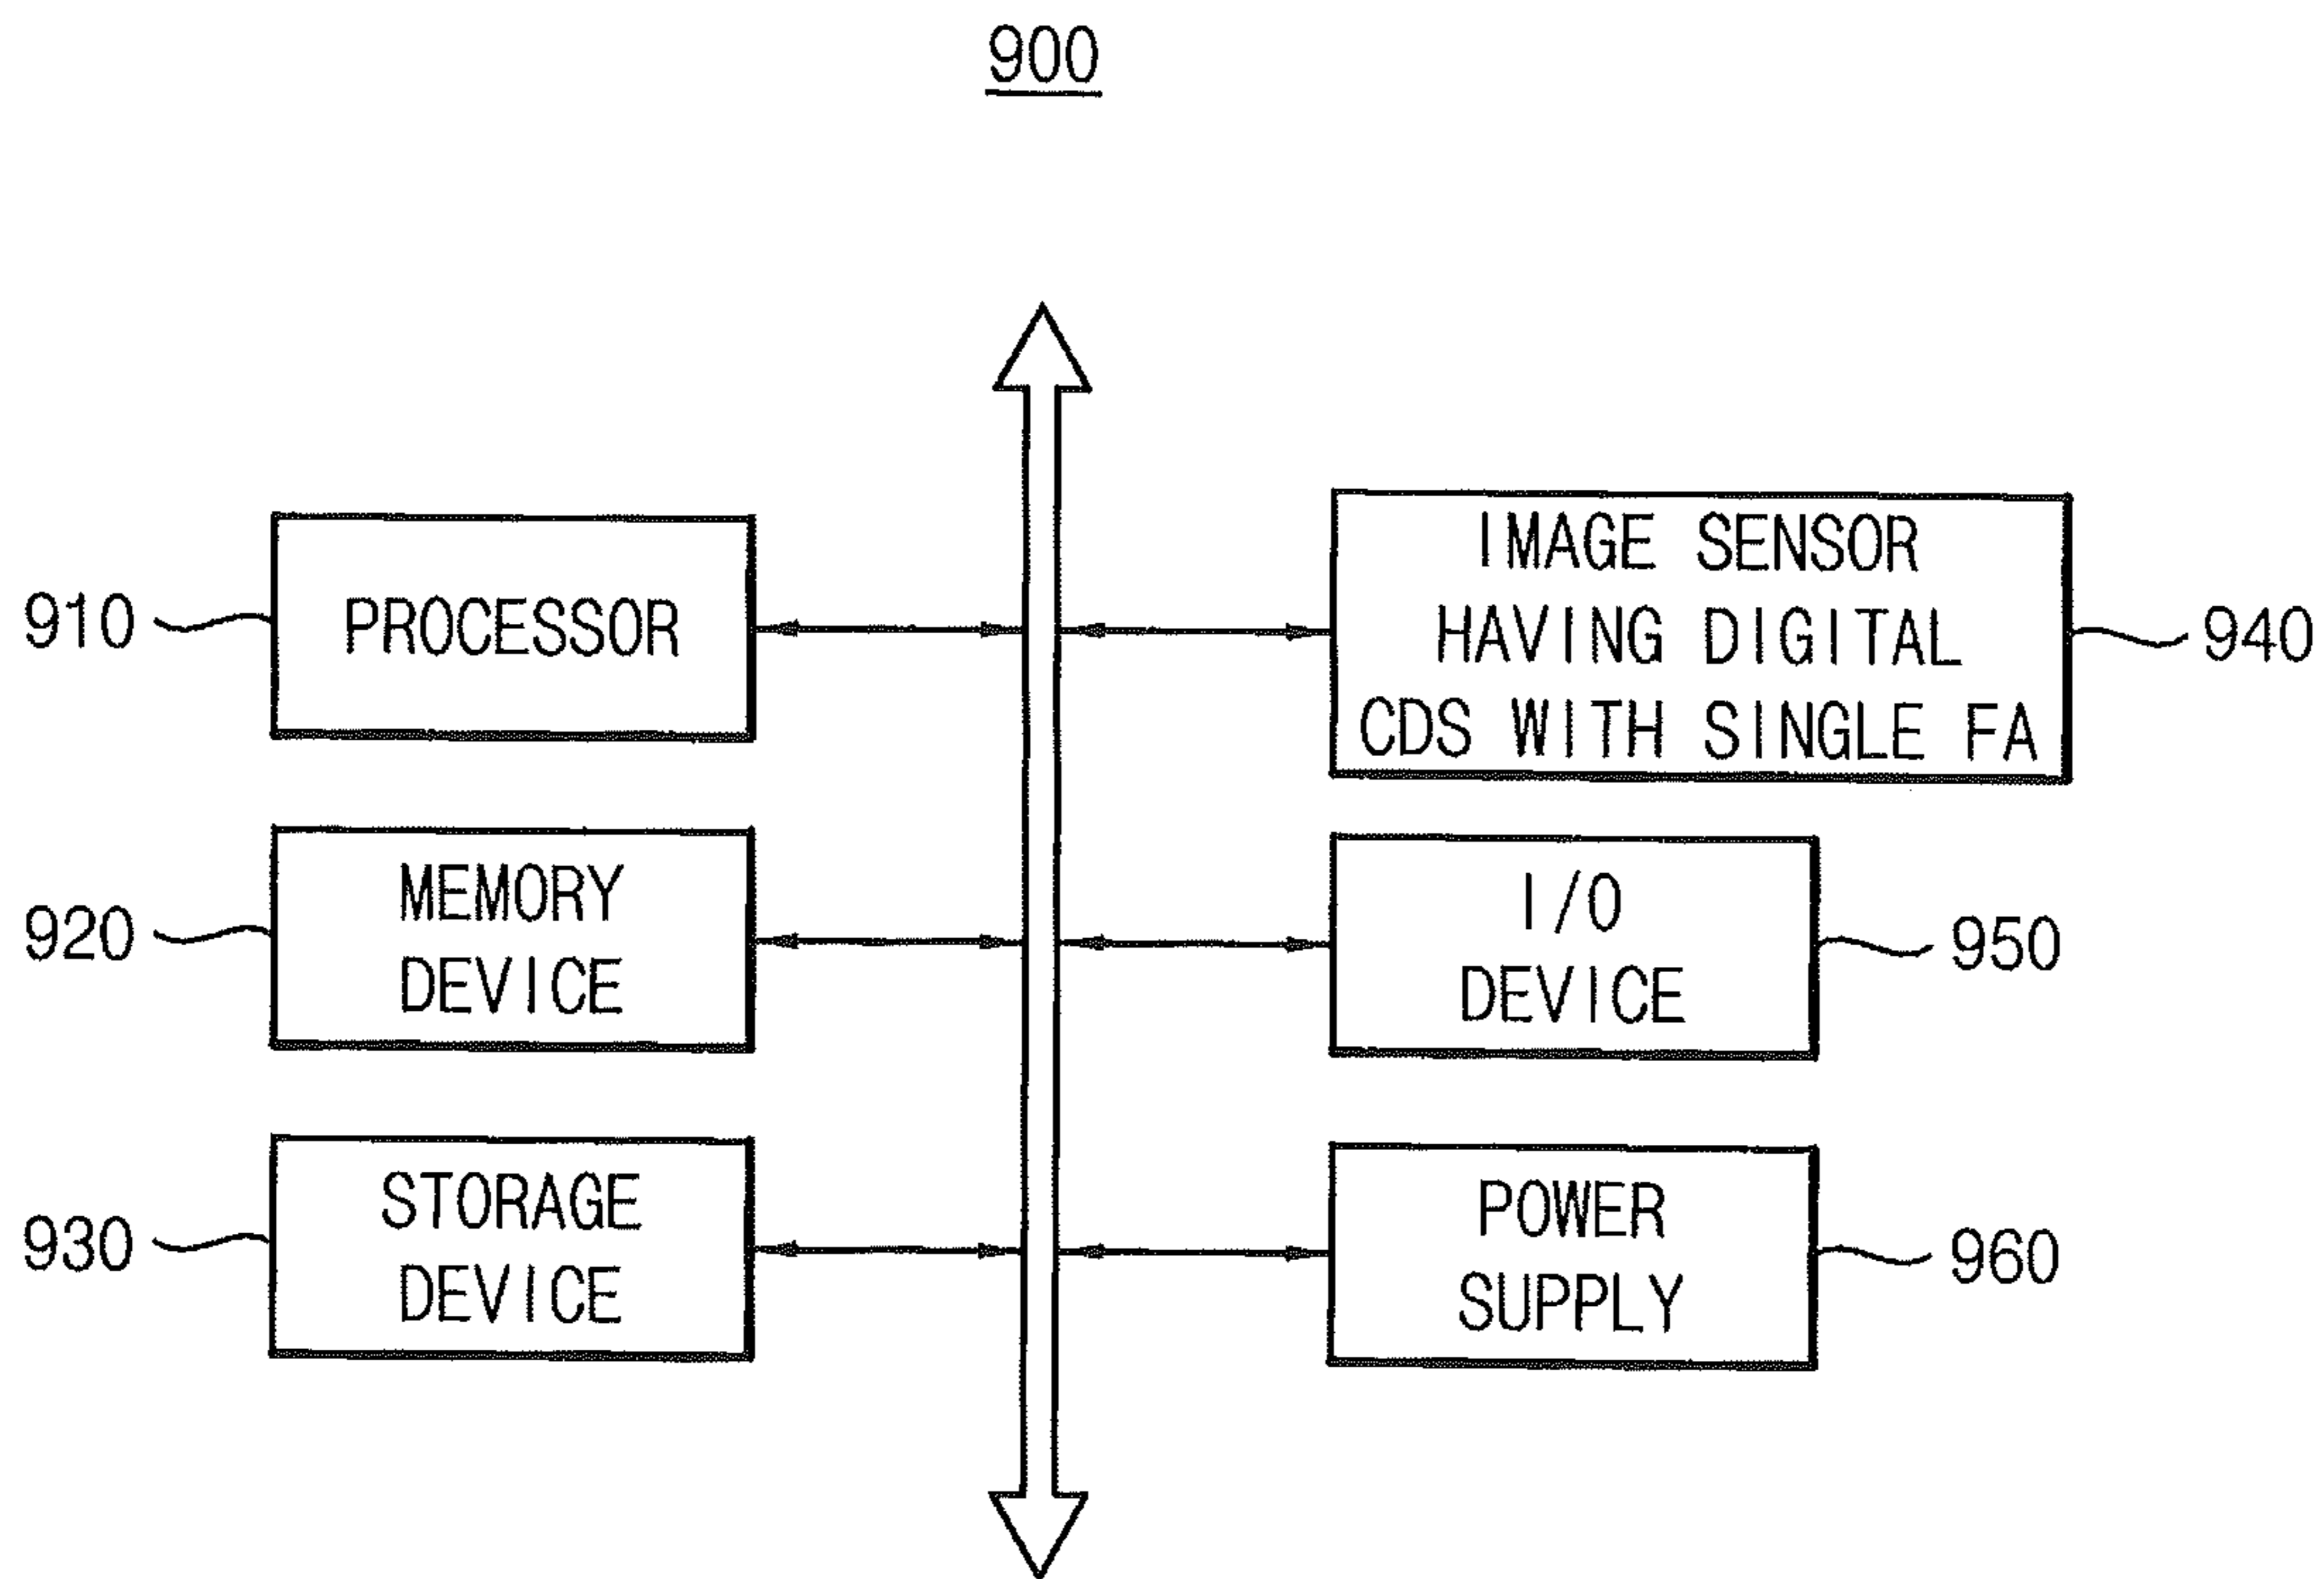 900
910
PROCESSOR
IMAGE SENSOR
HAVING DIGITAL
CDS WITH SINGLE FA
940
920
MEMORY
DEVICE
I/O
DEVICE
950
930
STORAGE
DEVICE
POWER
SUPPLY
960